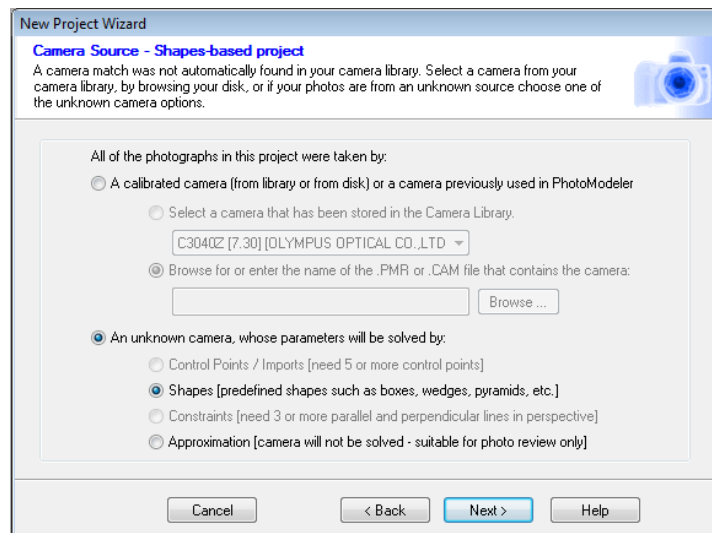 New Project Wizard
Camera Source - Shapes-based project
A camera match was not automatically found in your camera library. Select a camera from your
camera library, by browsing your disk, or if your photos are from an unknown source choose one of
the unknown camera options.
All of the photographs in this project were taken by:
A calibrated camera (from library or from disk) or a camera previously used in PhotoModeler
Select a camera that has been stored in the Camera Library.
C3040Z [7.30] [OLYMPUS OPTICAL CO.,LTD
Browse for or enter the name of the .PMR or .CAM file that contains the camera:
Browse ...
An unknown camera, whose parameters will be solved by:
Control Points / Imports [need 5 or more control points]
Shapes [predefined shapes such as boxes, wedges, pyramids, etc.]
Constraints [need 3 or more parallel and perpendicular lines in perspective]
Approximation [camera will not be solved - suitable for photo review only]
Cancel
< Back
Next >
Help